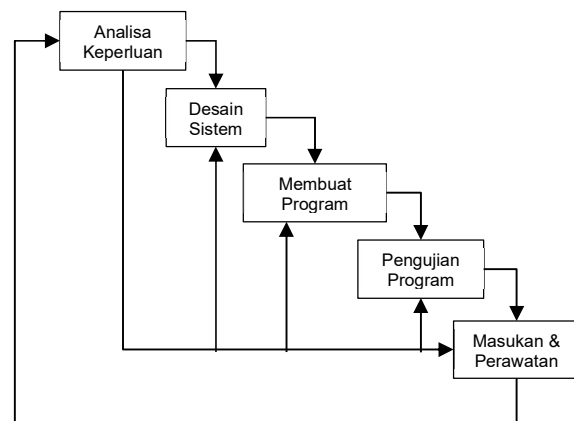 Analisa
Keperluan
Desain
Sistem
Membuat
Program
Pengujian
Program
Masukan &
Perawatan